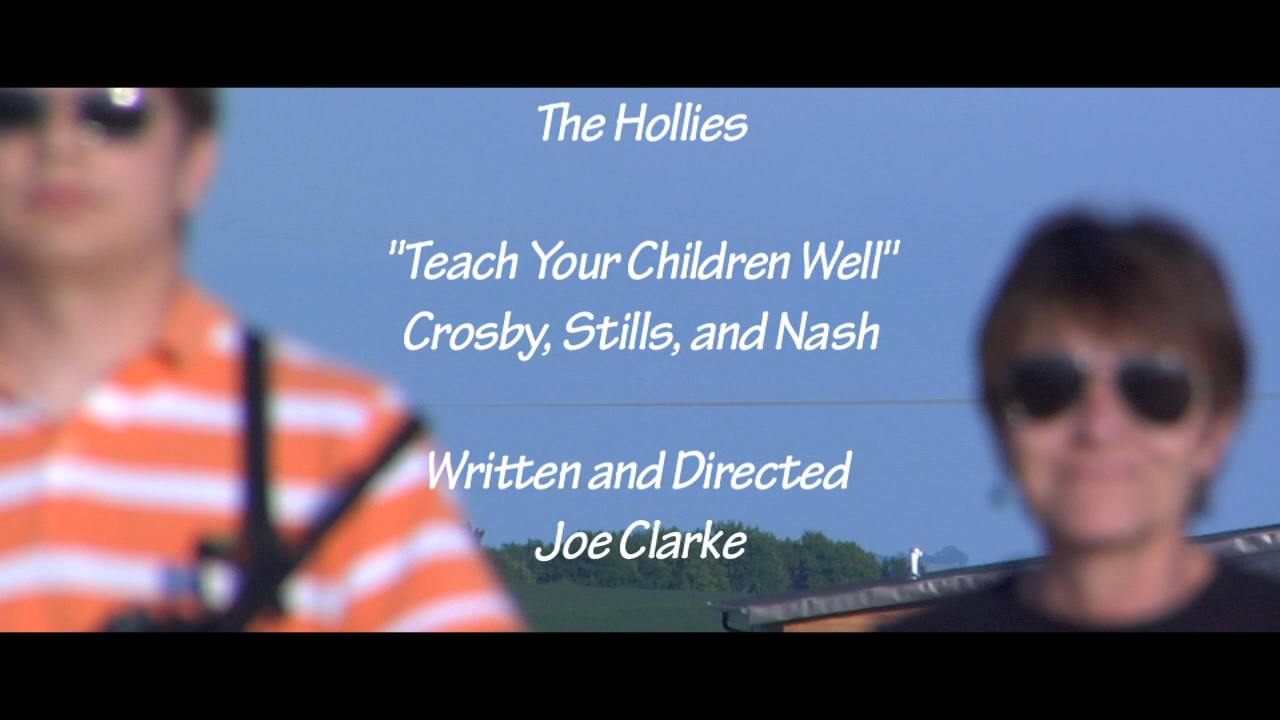 The Hollies
"Teach Your Children Well"
Crosby, Stills, and Nash
Written and Directed
Joe Clarke